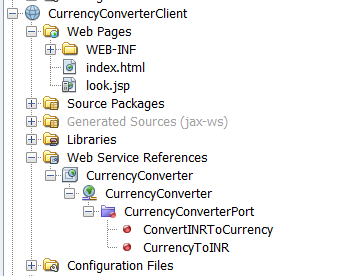 CurrencyConverterClient
Web Pages
WEB-INF
index.html
look.jsp
Source Packages
Generated Sources (jax-ws)
Libraries
Web Service References
CurrencyConverter
CurrencyConverter
CurrencyConverterPort
ConvertINRToCurrency
CurrencyToINR
Configuration Files